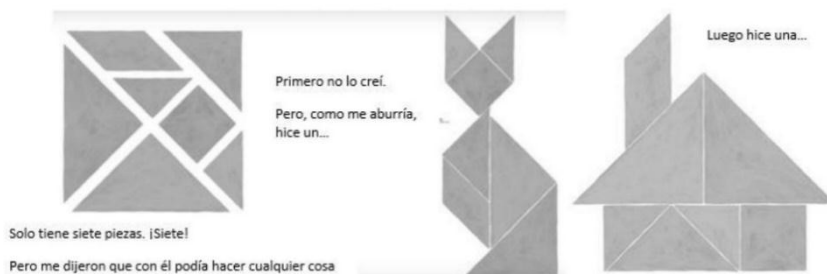 Solo tiene siete piezas. ¡Siete!
Pero me dijeron que con él podía hacer cualquier cosa
Primero no lo creí.
Pero, como me aburría,
hice un...
Luego hice una...